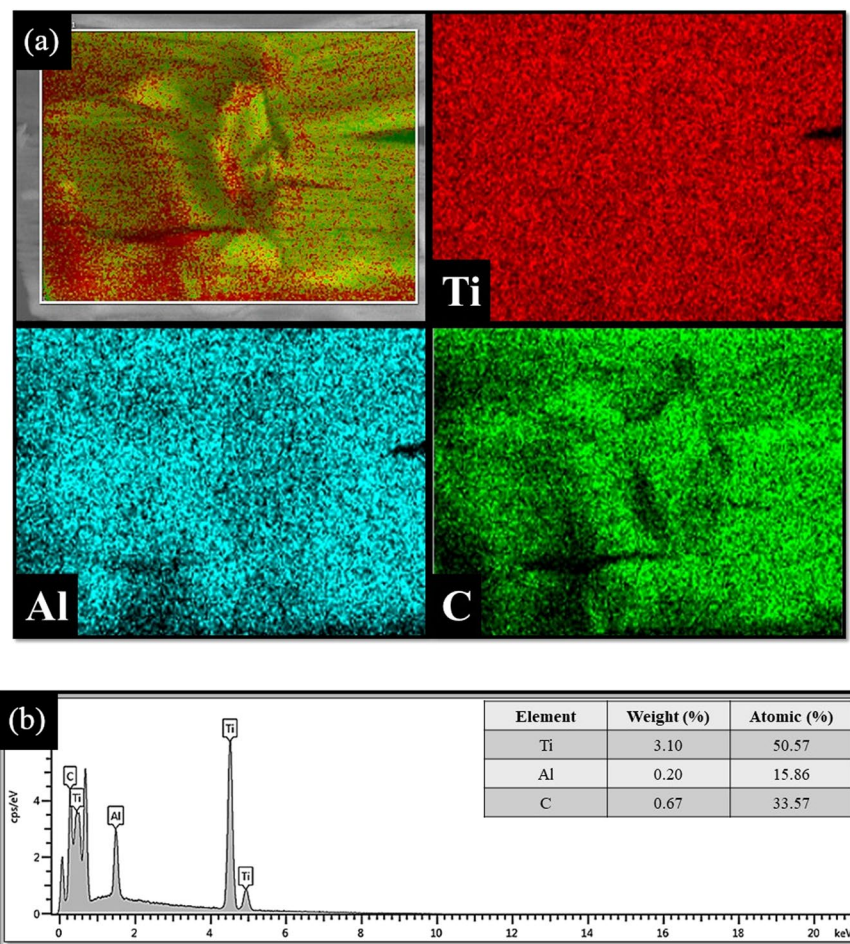 (a)
Ti
Al
C
(b)
Element Weight (%) Atomic (%)
Ti 3.10 50.57
Al 0.20 15.86
C 0.67 33.57
Ti
C
Ti
Al
Ti
cps/eV
4
2
0
0 2 4 6 8 10 12 14 16 18 20 keV